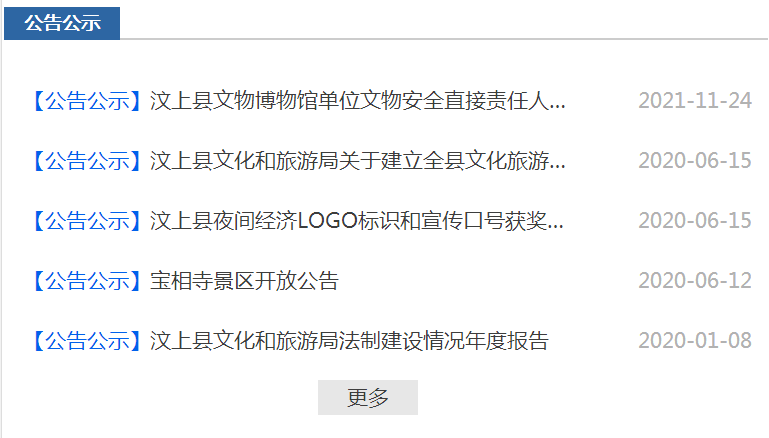 公告公示
【公告公示】汶上县文物博物馆单位文物安全直接责任人... 2021-11-24
【公告公示】汶上县文化和旅游局关于建立全县文化旅游... 2020-06-15
【公告公示】汶上县夜间经济LOGO标识和宣传口号获奖... 2020-06-15
【公告公示】宝相寺景区开放公告 2020-06-12
【公告公示】汶上县文化和旅游局法制建设情况年度报告 2020-01-08
更多